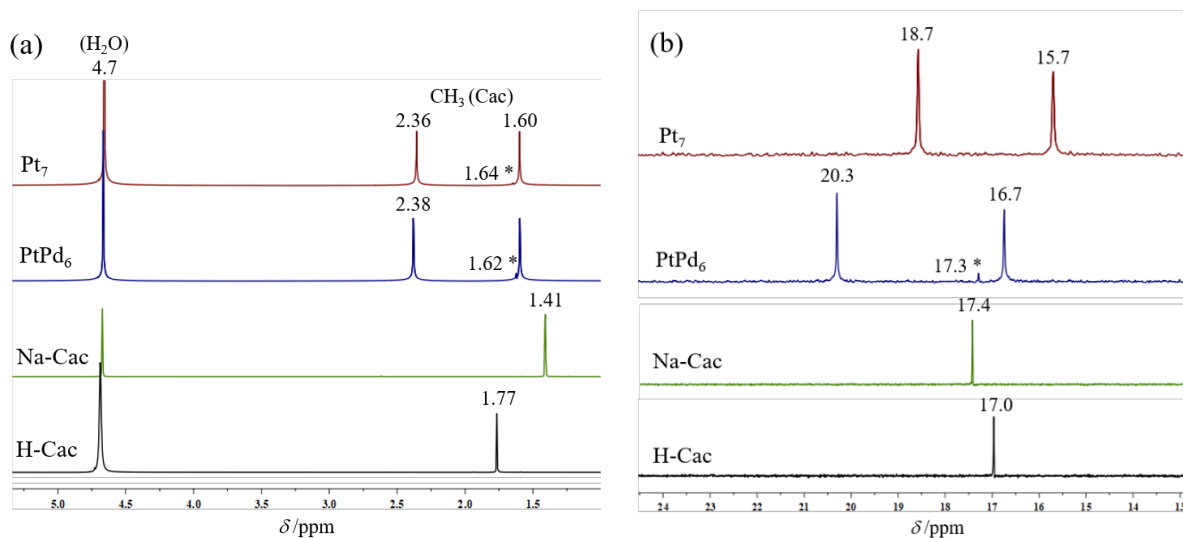 (a)
(H₂O)
4.7
CH₃ (Cac)
2.36
1.60
Pt₇
1.64 *
2.38
PtPd₆
1.62 *
1.41
Na-Cac
1.77
H-Cac
5.0 4.5 4.0 3.5 3.0 2.5 2.0 1.5
δ /ppm
(b)
18.7
15.7
Pt₇
20.3
16.7
PtPd₆
17.3 *
17.4
Na-Cac
17.0
H-Cac
24 23 22 21 20 19 18 17 16 15
δ /ppm